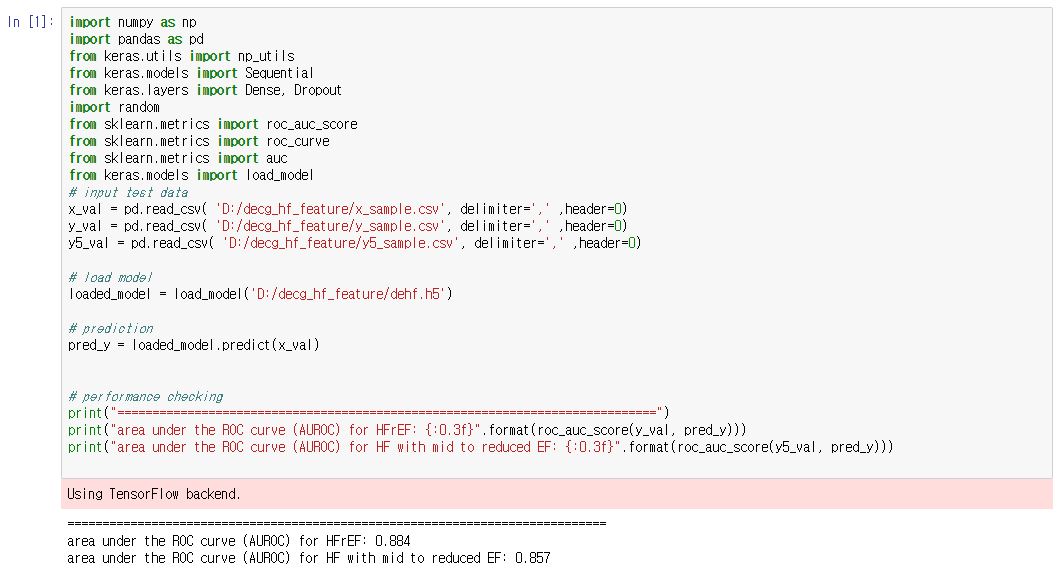 In [1]:
import numpy as np
import pandas as pd
from keras.utils import np_utils
from keras.models import Sequential
from keras.layers import Dense, Dropout
import random
from sklearn.metrics import roc_auc_score
from sklearn.metrics import roc_curve
from sklearn.metrics import auc
from keras.models import load_model
# input test data
x_val = pd.read_csv( 'D:/decg_hf_feature/x_sample.csv', delimiter=',' ,header=0)
y_val = pd.read_csv( 'D:/decg_hf_feature/y_sample.csv', delimiter=',' ,header=0)
y5_val = pd.read_csv( 'D:/decg_hf_feature/y5_sample.csv', delimiter=',' ,header=0)
# load model
loaded_model = load_model('D:/decg_hf_feature/dehf.h5')
# prediction
pred_y = loaded_model.predict(x_val)
# performance checking
print("=============================================================================")
print("area under the ROC curve (AUROC) for HFrEF: {:0.3f}".format(roc_auc_score(y_val, pred_y)))
print("area under the ROC curve (AUROC) for HF with mid to reduced EF: {:0.3f}".format(roc_auc_score(y5_val, pred_y)))
Using TensorFlow backend.
=============================================================================
area under the ROC curve (AUROC) for HFrEF: 0.884
area under the ROC curve (AUROC) for HF with mid to reduced EF: 0.857